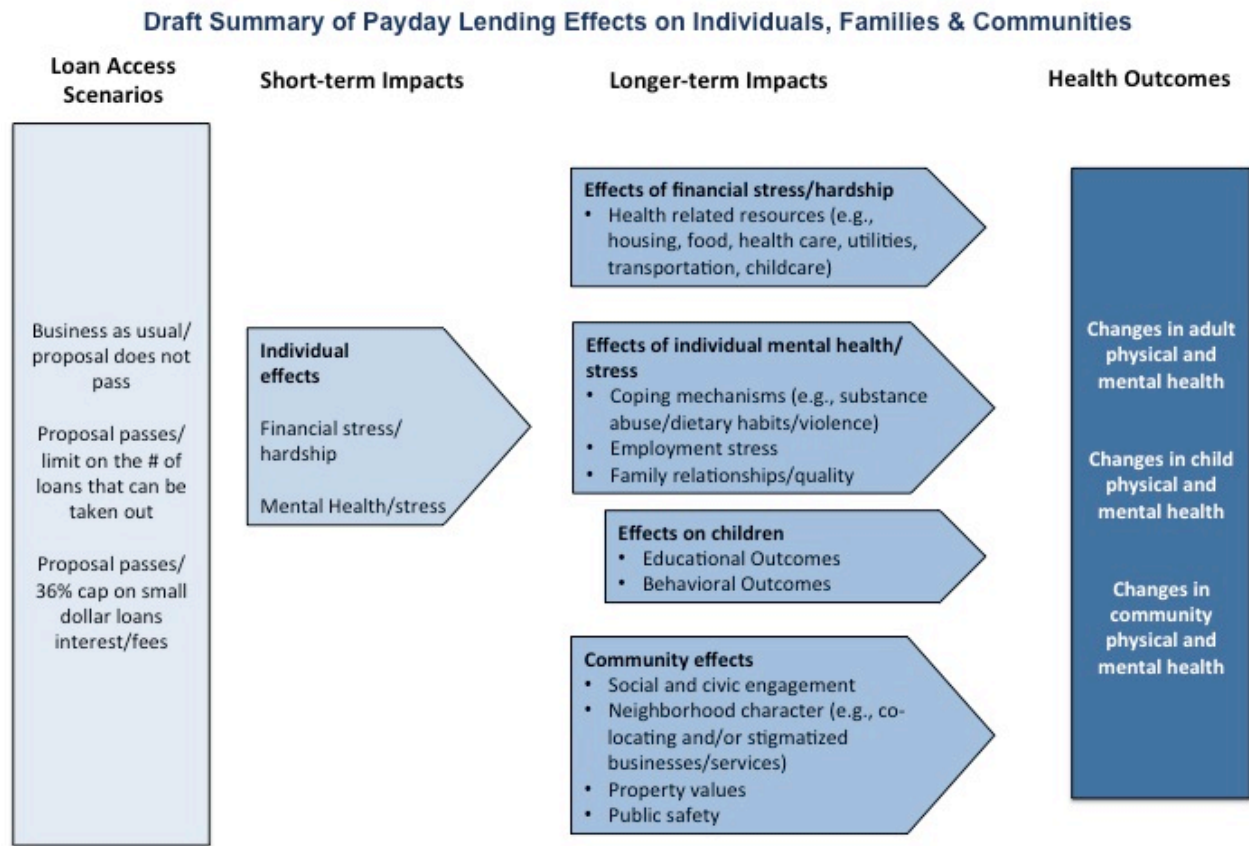 Draft Summary of Payday Lending Effects on Individuals, Families & Communities
Loan Access
Scenarios
Short-term Impacts
Longer-term Impacts
Health Outcomes
Business as usual/
proposal does not
pass
Proposal passes/
limit on the # of
loans that can be
taken out
Proposal passes/
36% cap on small
dollar loans
interest/fees
Individual
effects
Financial stress/
hardship
Mental Health/stress
Effects of financial stress/hardship
• Health related resources (e.g.,
housing, food, health care, utilities,
transportation, childcare)
Effects of individual mental health/
stress
• Coping mechanisms (e.g., substance
abuse/dietary habits/violence)
• Employment stress
• Family relationships/quality
Effects on children
• Educational Outcomes
• Behavioral Outcomes
Community effects
• Social and civic engagement
• Neighborhood character (e.g., co-
locating and/or stigmatized
businesses/services)
• Property values
• Public safety
Changes in adult
physical and
mental health
Changes in child
physical and
mental health
Changes in
community
physical and
mental health